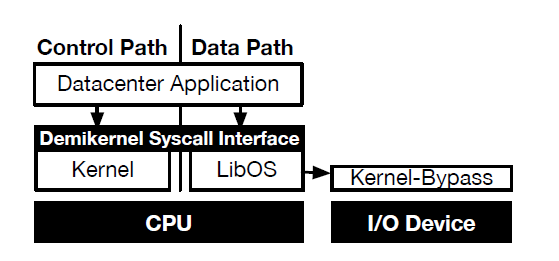 Control Path Data Path
Datacenter Application
Demikernel Syscall Interface
Kernel LibOS Kernel-Bypass
CPU I/O Device